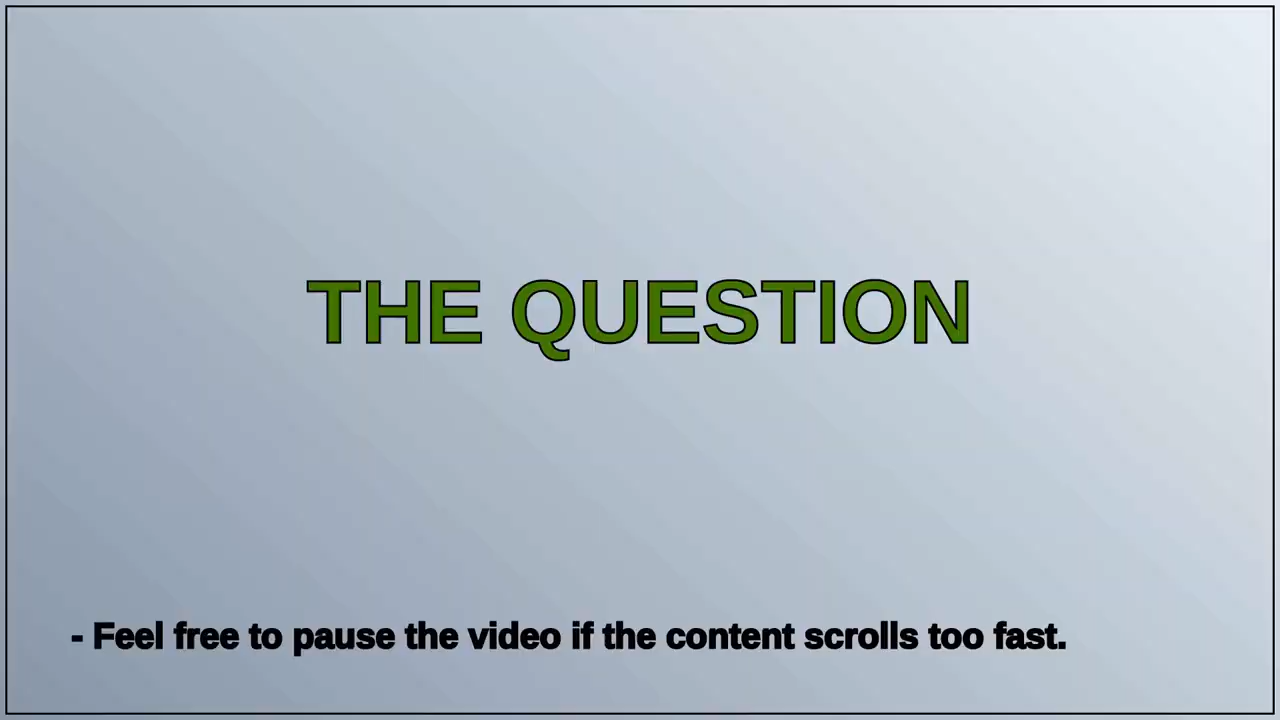 THE QUESTION
- Feel free to pause the video if the content scrolls too fast.